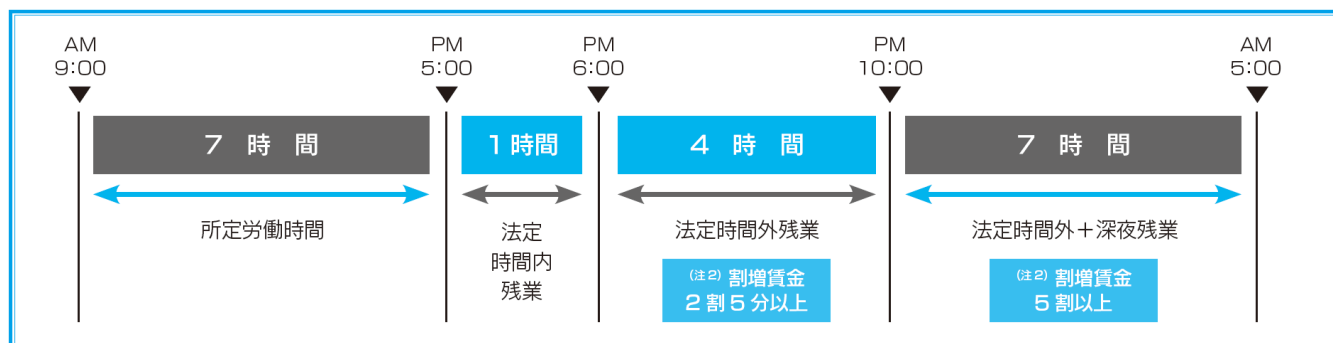 AM
9:00
PM
5:00
PM
6:00
PM
10:00
AM
5:00
7 時 間
1 時間
4 時 間
7 時 間
所定労働時間
法定
時間内
残業
法定時間外残業
法定時間外＋深夜残業
(注2) 割増賃金
2 割 5 分以上
(注2) 割増賃金
5 割以上